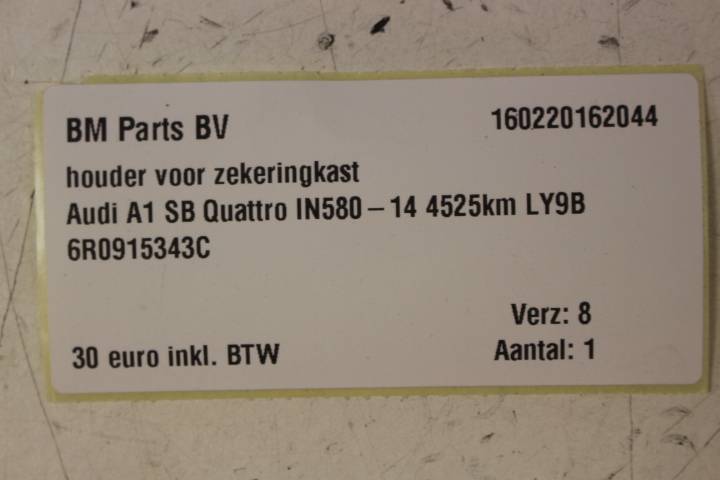 BM Parts BV 160220162044
houder voor zekeringkast
Audi A1 SB Quattro IN580 – 14 4525km LY9B
6R0915343C
Verz: 8
30 euro inkl. BTW Aantal: 1